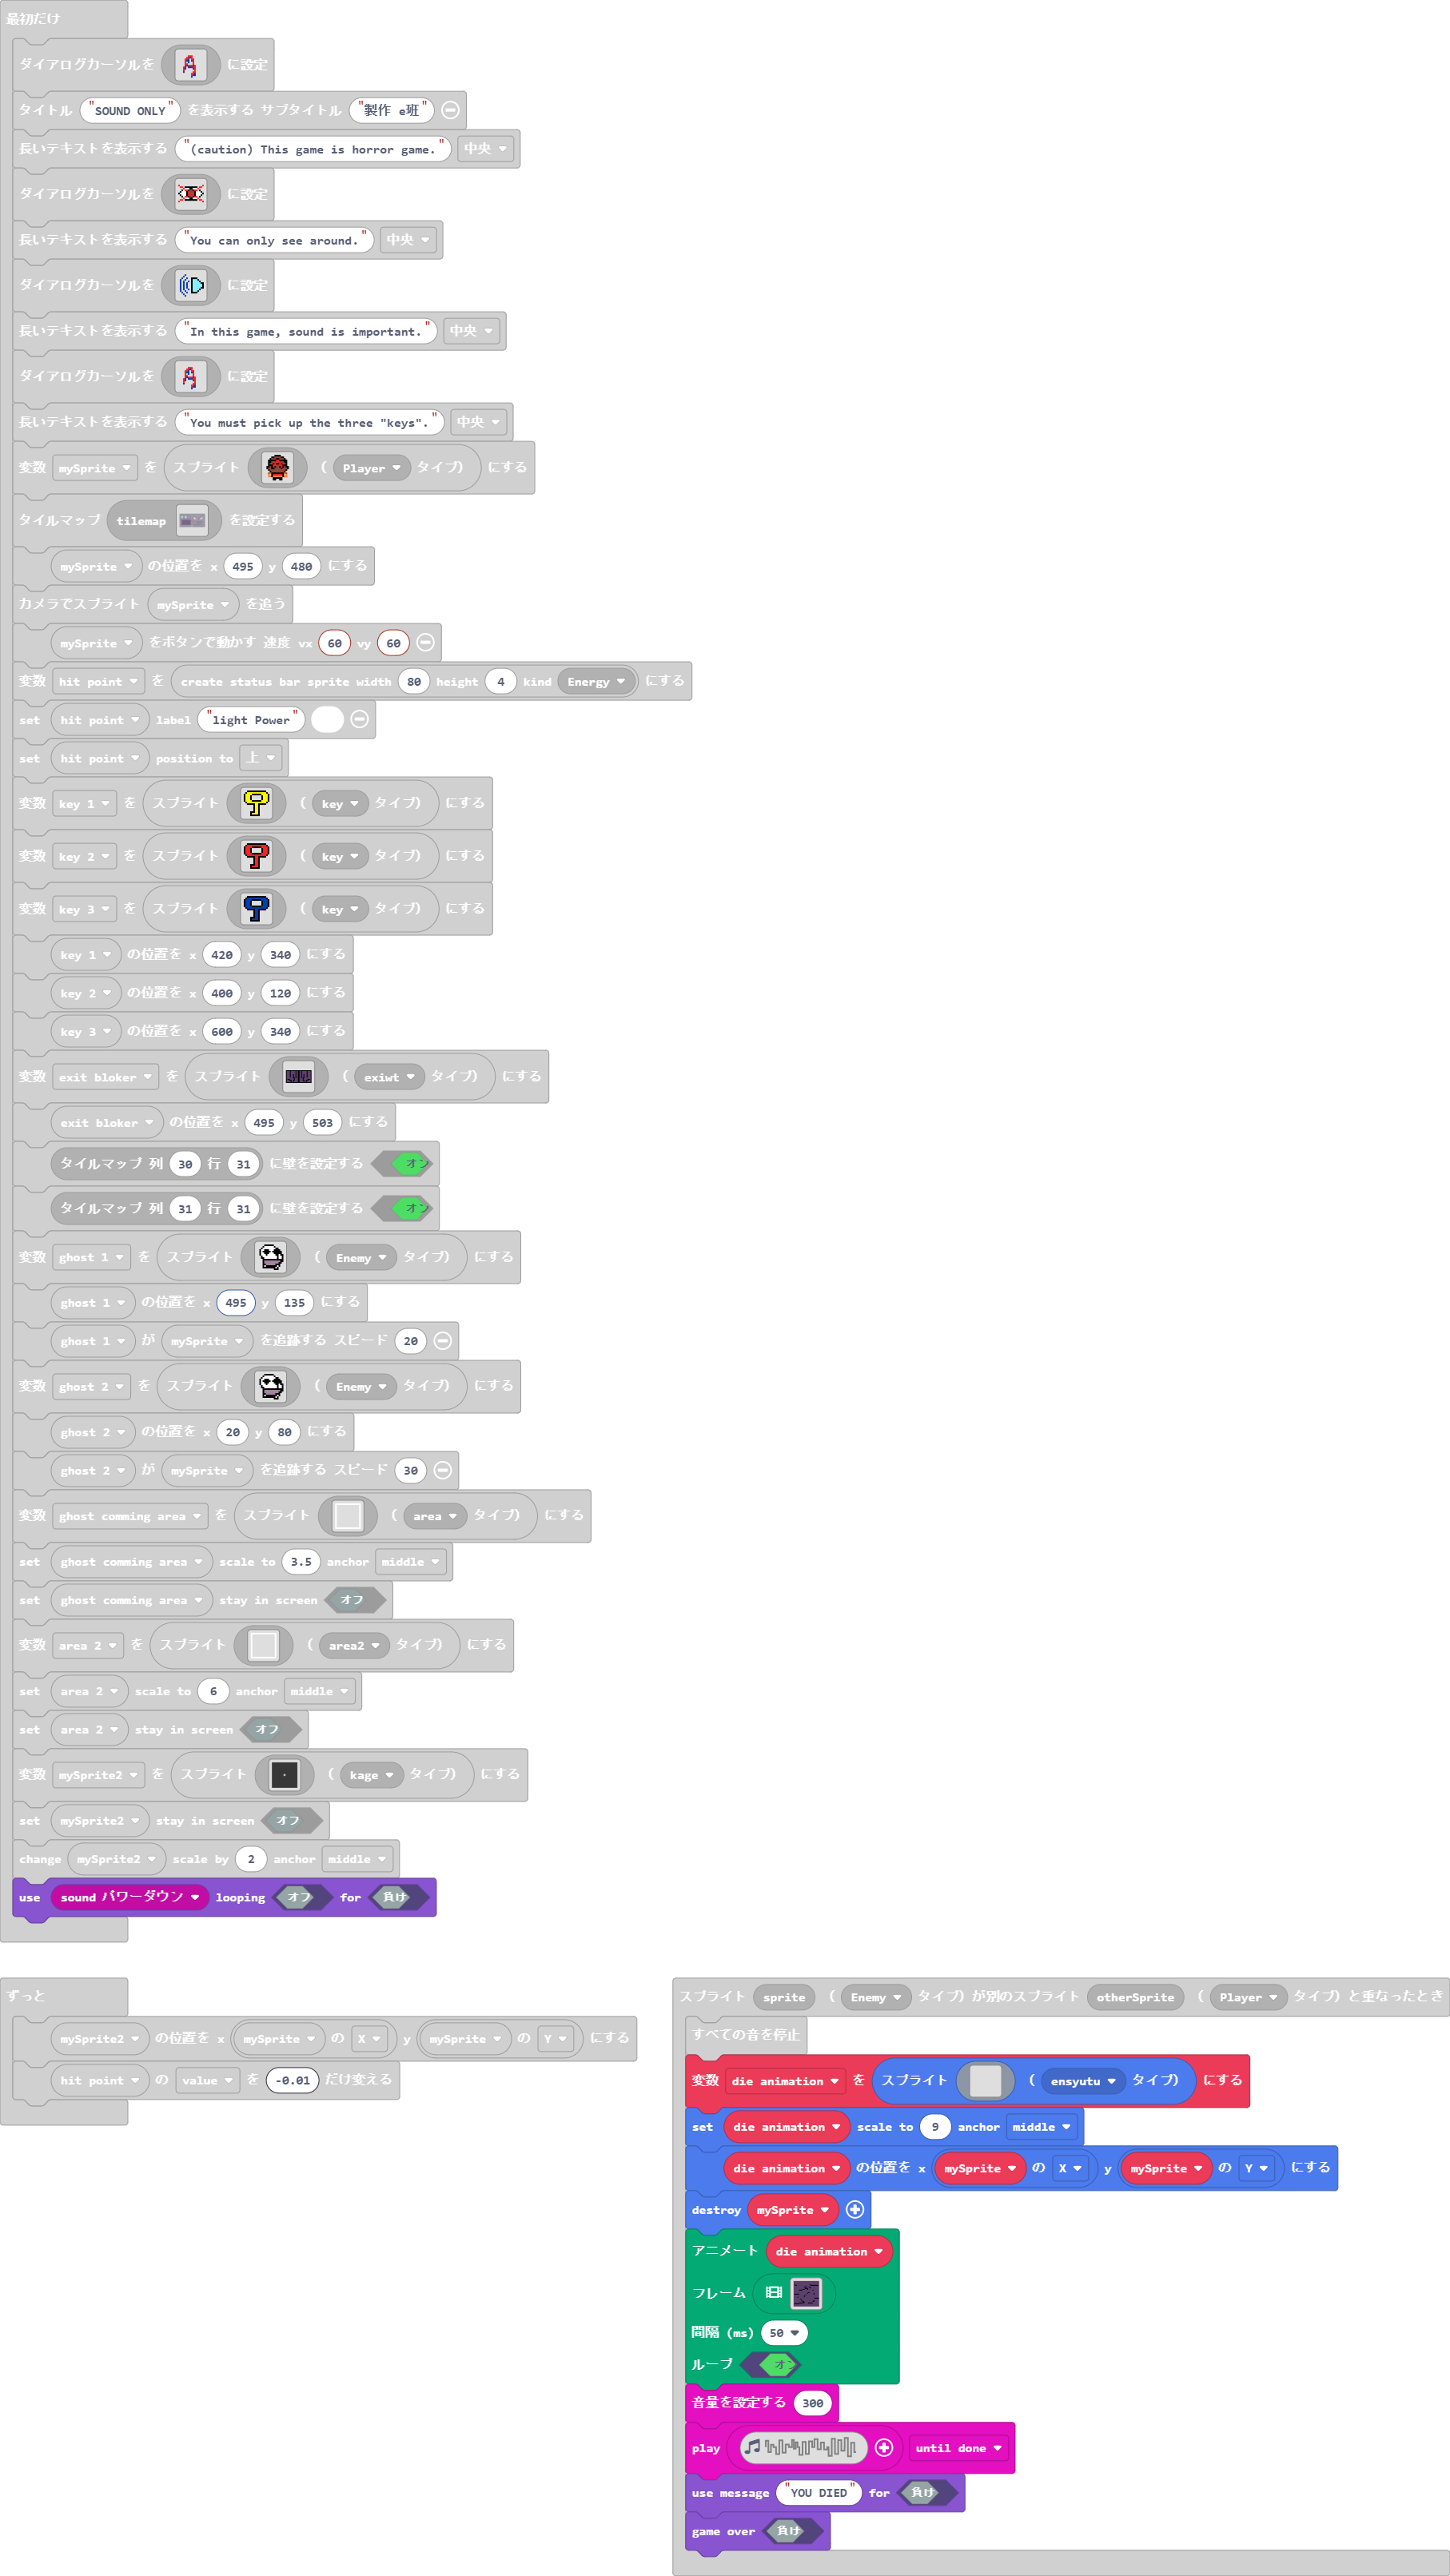 最初だけ
ダイアログカーソルを に設定
タイトル "SOUND ONLY" を表示する サブタイトル "製作 e班"
長いテキストを表示する "(caution) This game is horror game." 中央
ダイアログカーソルを に設定
長いテキストを表示する "You can only see around." 中央
ダイアログカーソルを に設定
長いテキストを表示する "In this game, sound is important." 中央
ダイアログカーソルを に設定
長いテキストを表示する "You must pick up the three "keys"." 中央
変数 mySprite を スプライト ( Player タイプ) にする
タイルマップ tilemap を設定する
mySprite の位置を x 495 y 480 にする
カメラでスプライト mySprite を追う
mySprite をボタンで動かす 速度 vx 60 vy 60
変数 hit point を create status bar sprite width 80 height 4 kind Energy にする
set hit point label "light Power"
set hit point position to 上
変数 key 1 を スプライト ( key タイプ) にする
変数 key 2 を スプライト ( key タイプ) にする
変数 key 3 を スプライト ( key タイプ) にする
key 1 の位置を x 420 y 340 にする
key 2 の位置を x 400 y 120 にする
key 3 の位置を x 600 y 340 にする
変数 exit bloker を スプライト ( exiwt タイプ) にする
exit bloker の位置を x 495 y 503 にする
タイルマップ 列 30 行 31 に壁を設定する オン
タイルマップ 列 31 行 31 に壁を設定する オン
変数 ghost 1 を スプライト ( Enemy タイプ) にする
ghost 1 の位置を x 495 y 135 にする
ghost 1 が mySprite を追跡する スピード 20
変数 ghost 2 を スプライト ( Enemy タイプ) にする
ghost 2 の位置を x 20 y 80 にする
ghost 2 が mySprite を追跡する スピード 30
変数 ghost comming area を スプライト ( area タイプ) にする
set ghost comming area scale to 3.5 anchor middle
set ghost comming area stay in screen オフ
変数 area 2 を スプライト ( area2 タイプ) にする
set area 2 scale to 6 anchor middle
set area 2 stay in screen オフ
変数 mySprite2 を スプライト ( kage タイプ) にする
set mySprite2 stay in screen オフ
change mySprite2 scale by 2 anchor middle
use sound パワーダウン looping オフ for 負け
ずっと
mySprite2 の位置を x mySprite の X y mySprite の Y にする
hit point の value を -0.01 だけ変える
スプライト sprite ( Enemy タイプ) が別のスプライト otherSprite ( Player タイプ) と重なったとき
すべての音を停止
変数 die animation を スプライト ( ensyutu タイプ) にする
set die animation scale to 9 anchor middle
die animation の位置を x mySprite の X y mySprite の Y にする
destroy mySprite
アニメート die animation
フレーム
間隔 (ms) 50
ループ オン
音量を設定する 300
play until done
use message "YOU DIED" for 負け
game over 負け